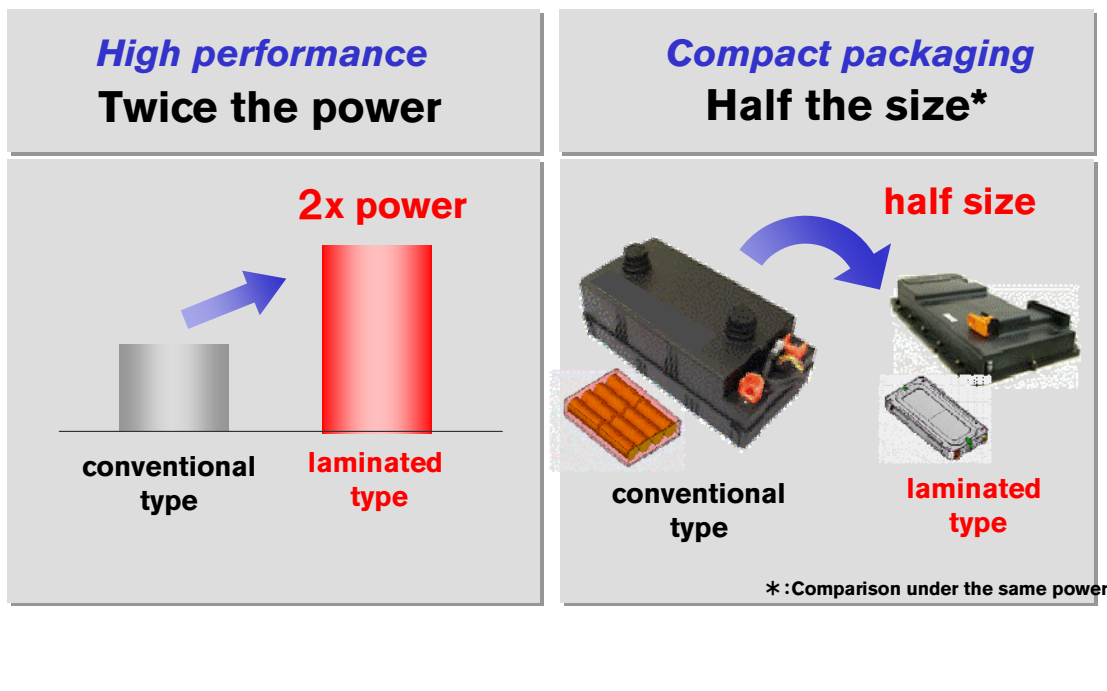 High performance
Twice the power
2x power
conventional
type
laminated
type
Compact packaging
Half the size*
half size
conventional
type
laminated
type
＊:Comparison under the same power